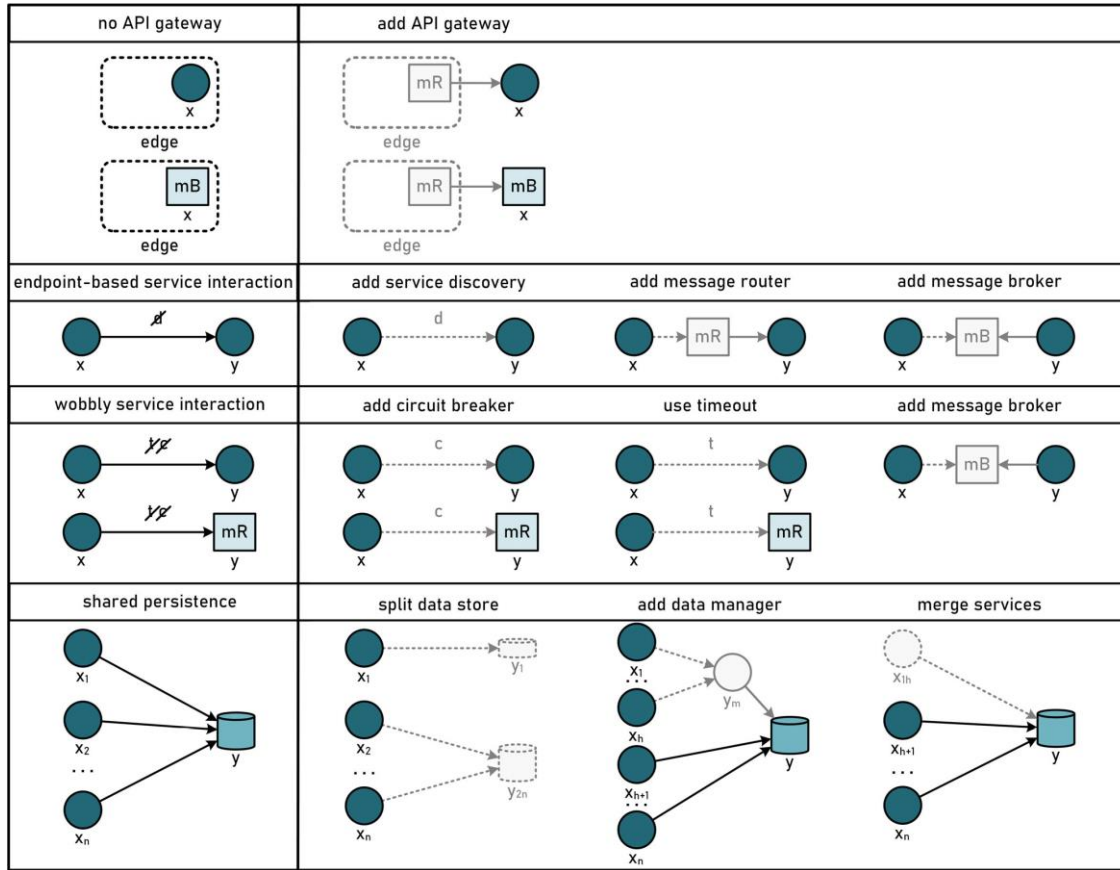 no API gateway
add API gateway
x
edge
mR
x
edge
mB
x
edge
mR
mB
x
edge
endpoint-based service interaction
add service discovery
add message router
add message broker
d
x
y
d
x
y
mR
x
y
mB
x
y
wobbly service interaction
add circuit breaker
use timeout
add message broker
t/c
x
y
c
x
y
t
x
y
mB
x
y
t/c
mR
x
y
c
mR
x
y
t
mR
x
y
shared persistence
split data store
add data manager
merge services
x1
x2
...
xn
y
x1
y1
x2
...
xn
y2n
x1
...
xh
ym
xh+1
...
xn
y
x1h
xh+1
...
xn
y